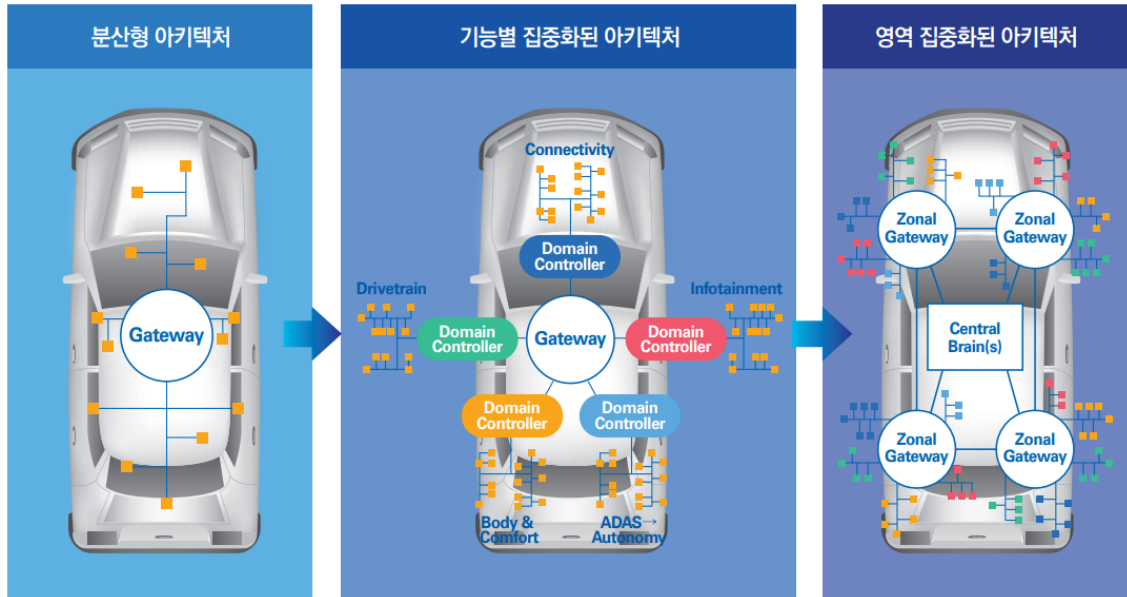 분산형 아키텍처
Gateway
기능별 집중화된 아키텍처
Connectivity
Domain
Controller
Drivetrain
Infotainment
Domain
Controller
Gateway
Domain
Controller
Domain
Controller
Domain
Controller
Body &
Comfort
ADAS→
Autonomy
영역 집중화된 아키텍처
Zonal
Gateway
Zonal
Gateway
Central
Brain(s)
Zonal
Gateway
Zonal
Gateway